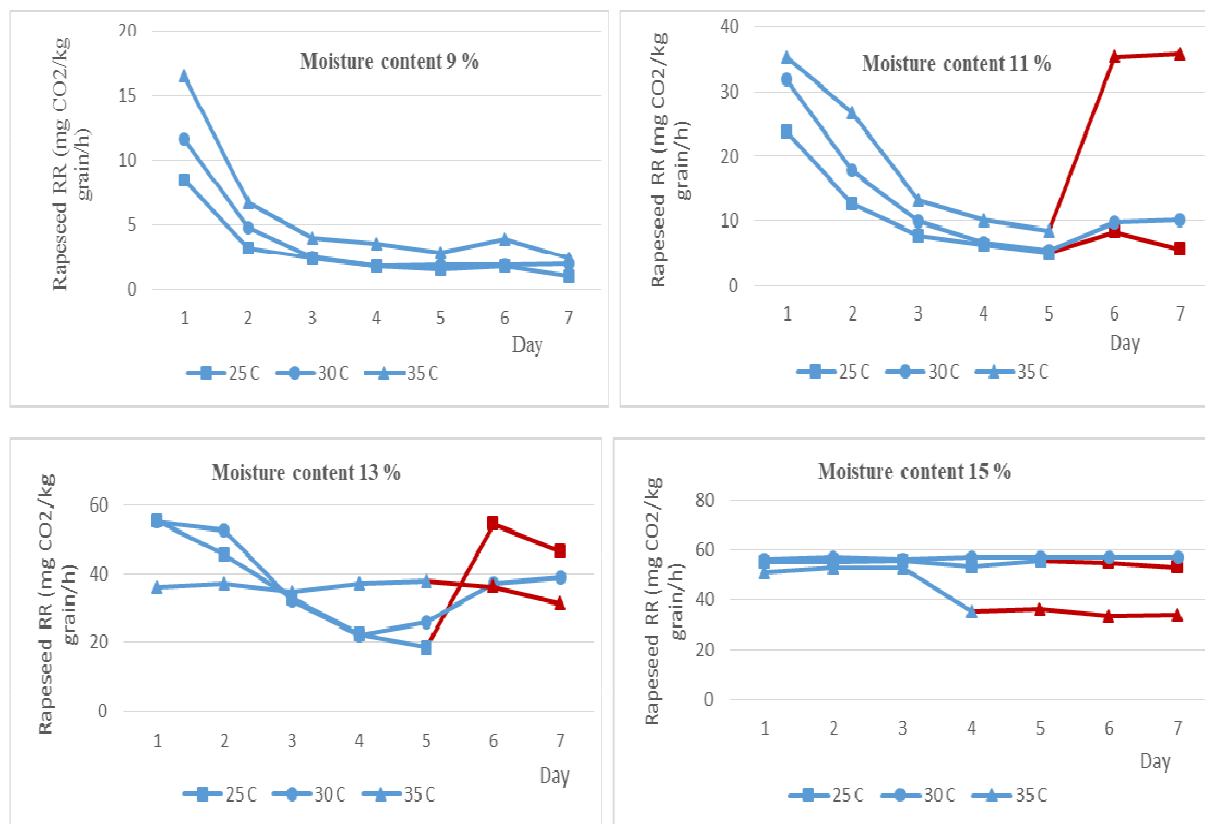 Moisture content 9 %
Rapeseed RR (mg CO2/kg
grain/h)
20
15
10
5
0
1 2 3 4 5 6 7
Day
25 C 30 C 35 C
Moisture content 11 %
Rapeseed RR (mg CO2/kg
grain/h)
40
30
20
10
0
1 2 3 4 5 6 7
Day
25 C 30 C 35 C
Moisture content 13 %
Rapeseed RR (mg CO2/kg
grain/h)
60
40
20
0
1 2 3 4 5 6 7
Day
25 C 30 C 35 C
Moisture content 15 %
Rapeseed RR (mg CO2/kg
grain/h)
80
60
40
20
0
1 2 3 4 5 6 7
Day
25 C 30 C 35 C